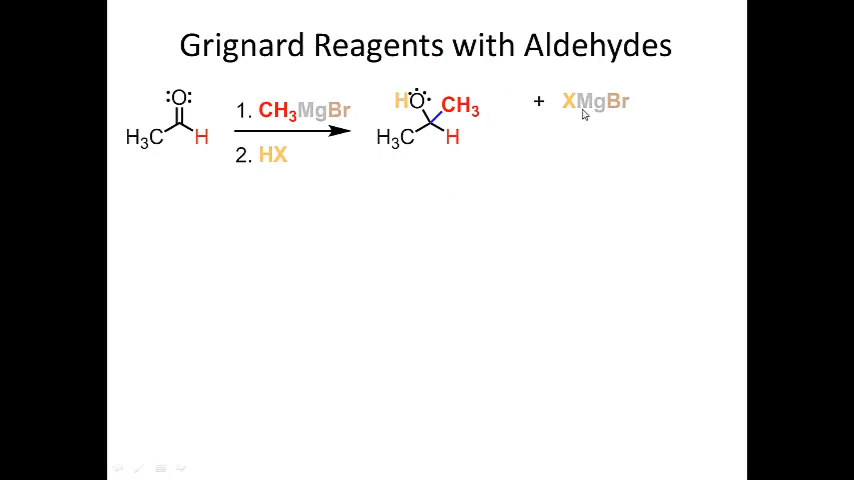 Grignard Reagents with Aldehydes
:O:
H₃C H
1. CH₃MgBr
2. HX
HO CH₃
H₃C H
+ XMgBr